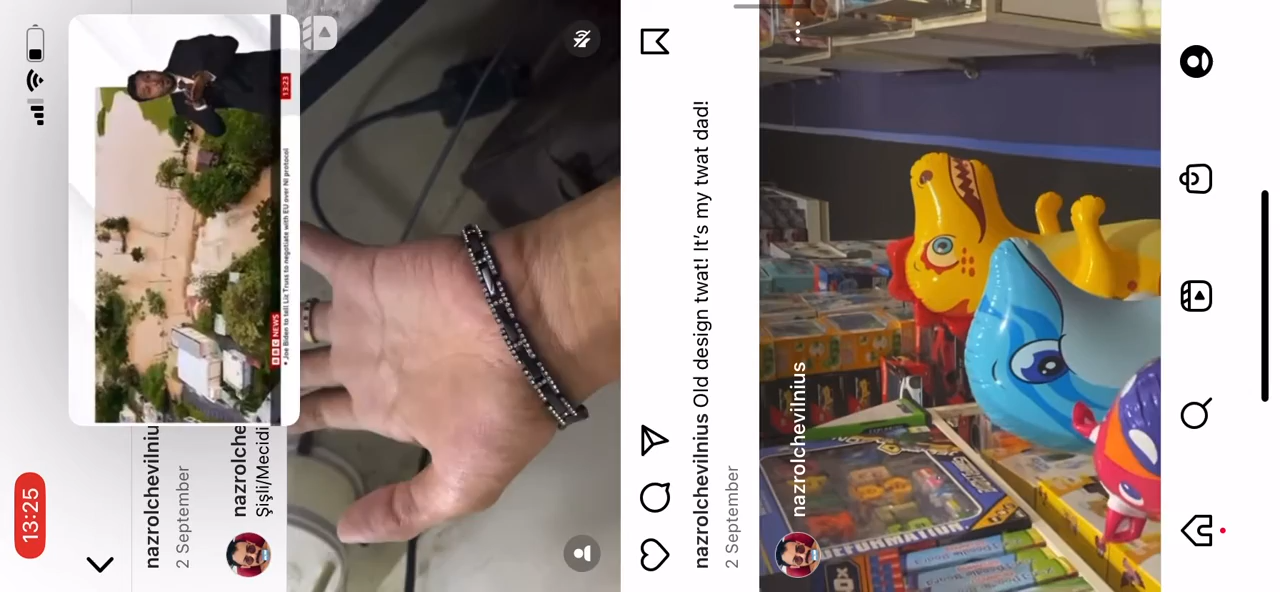 13:25
13:23
BBC NEWS
• Joe Biden to tell Liz Truss to negotiate with EU over NI protocol
nazrolchevilniu
2 September
nazrolche
Şişli/Mecidi
nazrolchevilnius Old design twat! It's my twat dad!
2 September
nazrolchevilnius
DEFORMATION